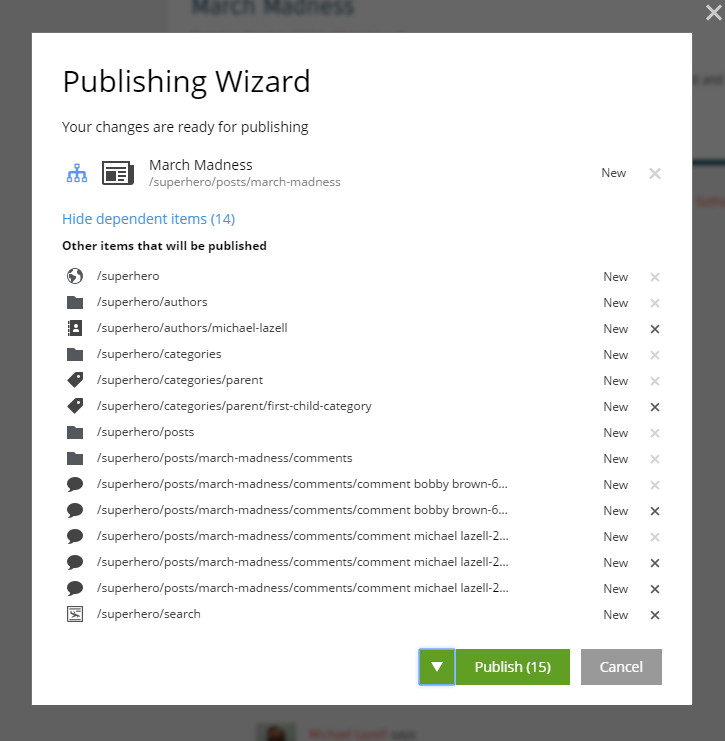 March Madness
Publishing Wizard
Your changes are ready for publishing
March Madness New
/superhero/posts/march-madness
Hide dependent items (14)
Other items that will be published
/superhero New
/superhero/authors New
/superhero/authors/michael-lazell New
/superhero/categories New
/superhero/categories/parent New
/superhero/categories/parent/first-child-category New
/superhero/posts New
/superhero/posts/march-madness/comments New
/superhero/posts/march-madness/comments/comment bobby brown-6... New
/superhero/posts/march-madness/comments/comment bobby brown-6... New
/superhero/posts/march-madness/comments/comment michael lazell-2... New
/superhero/posts/march-madness/comments/comment michael lazell-2... New
/superhero/posts/march-madness/comments/comment michael lazell-2... New
/superhero/search New
Publish (15) Cancel